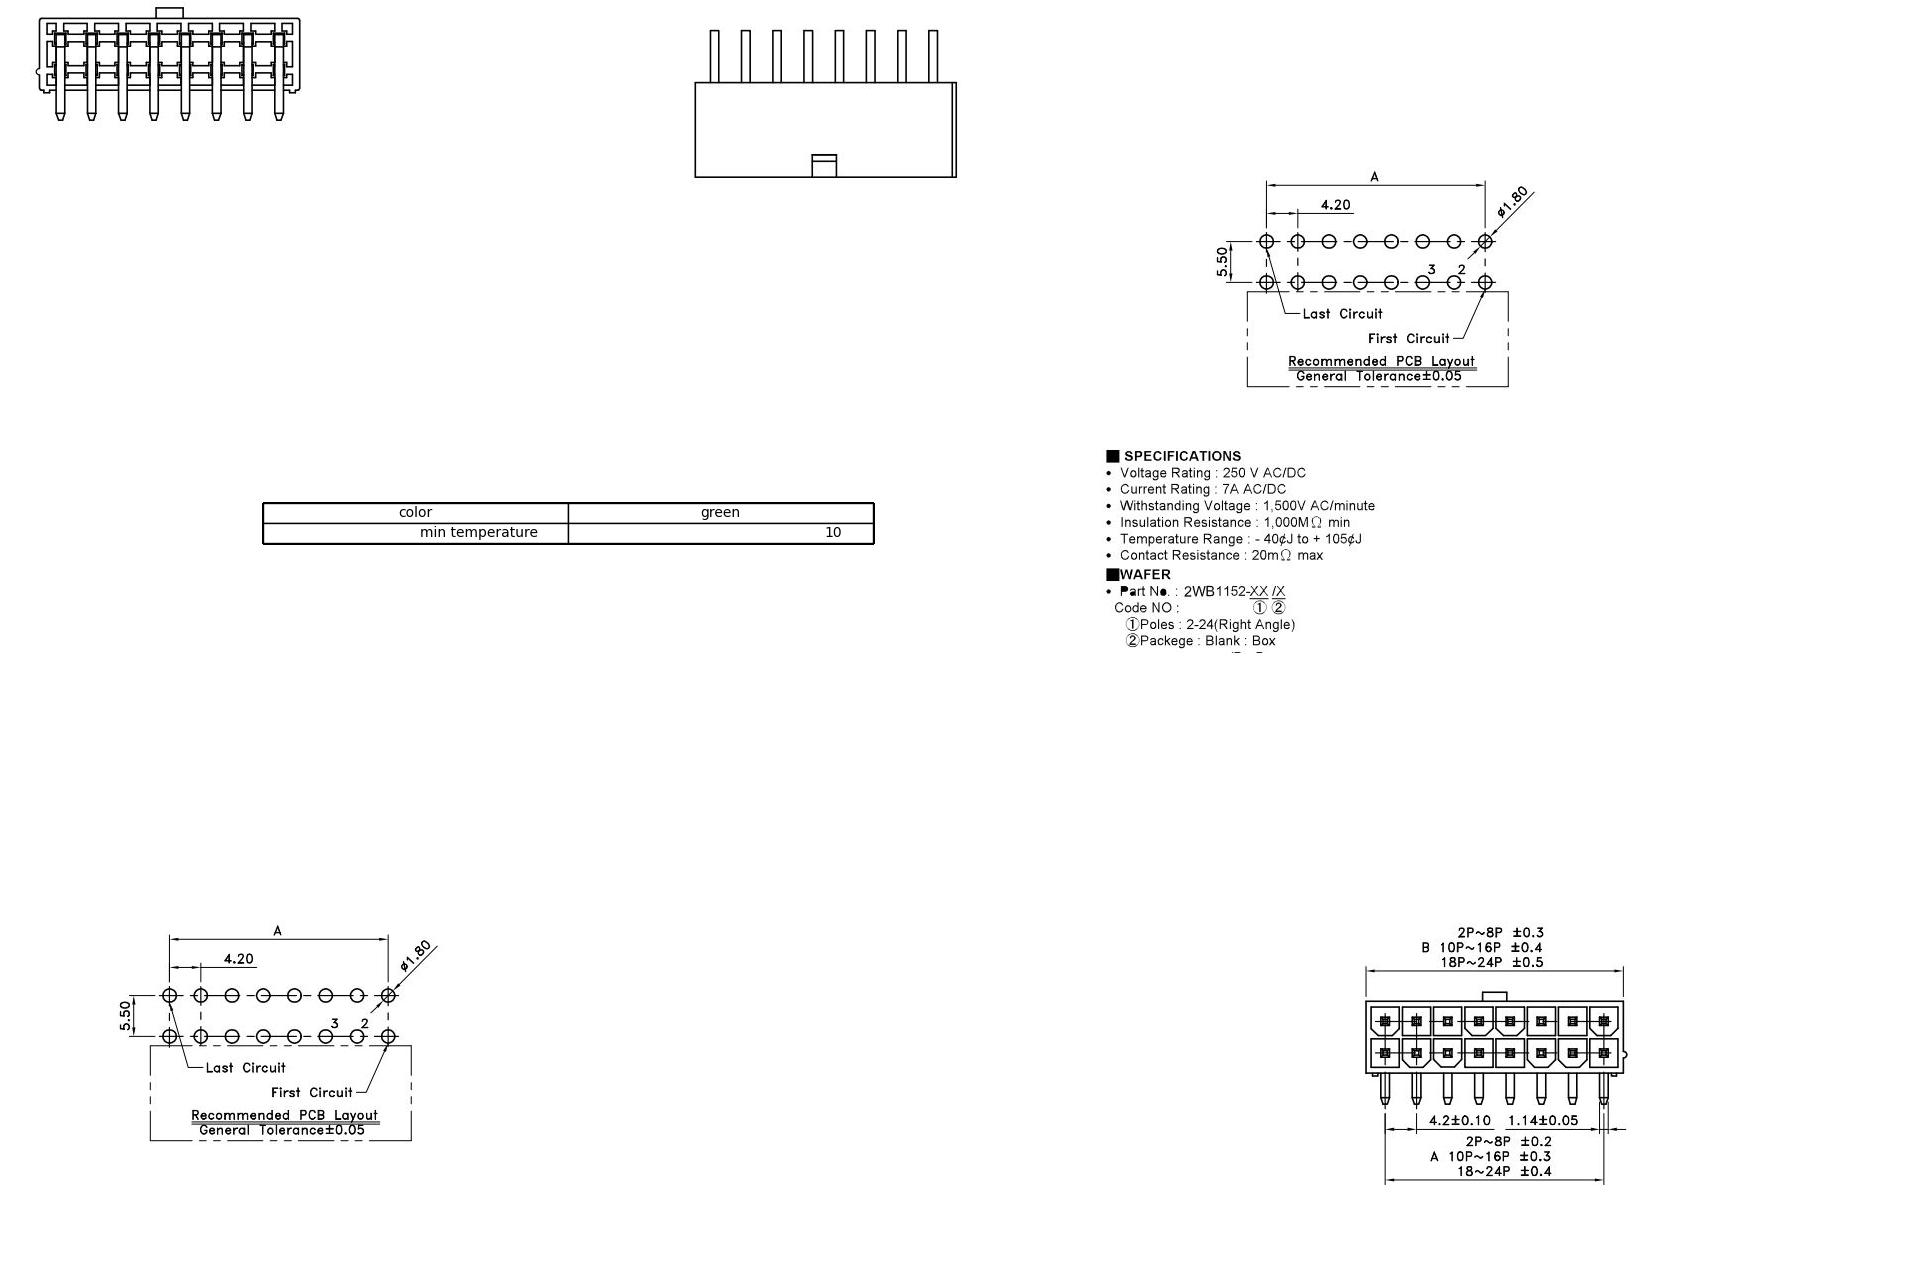 A
4.20
ø1.80
5.50
3 2
Last Circuit
First Circuit
Recommended PCB Layout
General Tolerance±0.05
■ SPECIFICATIONS
• Voltage Rating : 250 V AC/DC
• Current Rating : 7A AC/DC
• Withstanding Voltage : 1,500V AC/minute
• Insulation Resistance : 1,000MΩ min
• Temperature Range : - 40¢J to + 105¢J
• Contact Resistance : 20mΩ max
■WAFER
• Part No. : 2WB1152-XX /X
Code NO : ① ②
①Poles : 2-24(Right Angle)
②Packege : Blank : Box
color green
min temperature 10
A
4.20
ø1.80
5.50
3 2
Last Circuit
First Circuit
Recommended PCB Layout
General Tolerance±0.05
2P~8P ±0.3
B 10P~16P ±0.4
18P~24P ±0.5
4.2±0.10 1.14±0.05
2P~8P ±0.2
A 10P~16P ±0.3
18~24P ±0.4